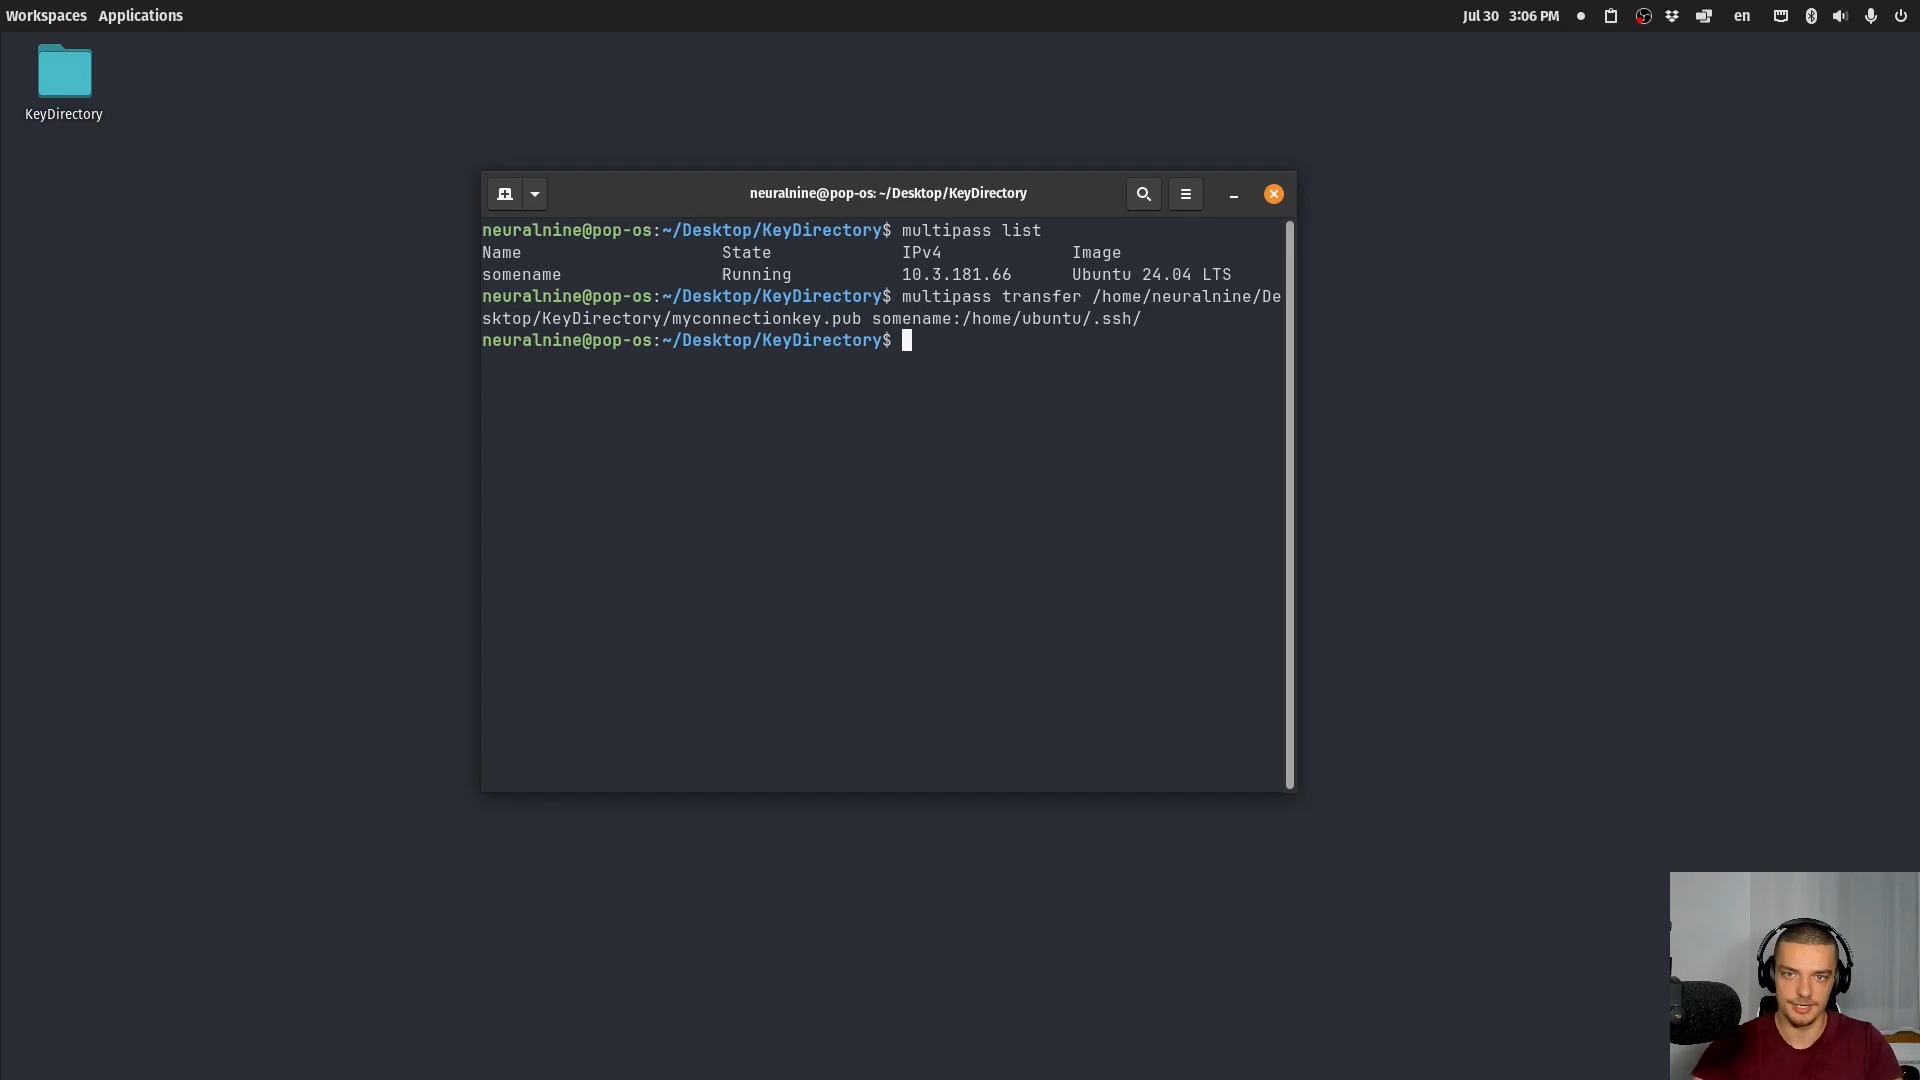 Workspaces Applications
Jul 30 3:06 PM
en
KeyDirectory
neuralnine@pop-os: ~/Desktop/KeyDirectory
neuralnine@pop-os:~/Desktop/KeyDirectory$ multipass list
Name State IPv4 Image
somename Running 10.3.181.66 Ubuntu 24.04 LTS
neuralnine@pop-os:~/Desktop/KeyDirectory$ multipass transfer /home/neuralnine/De
sktop/KeyDirectory/myconnectionkey.pub somename:/home/ubuntu/.ssh/
neuralnine@pop-os:~/Desktop/KeyDirectory$